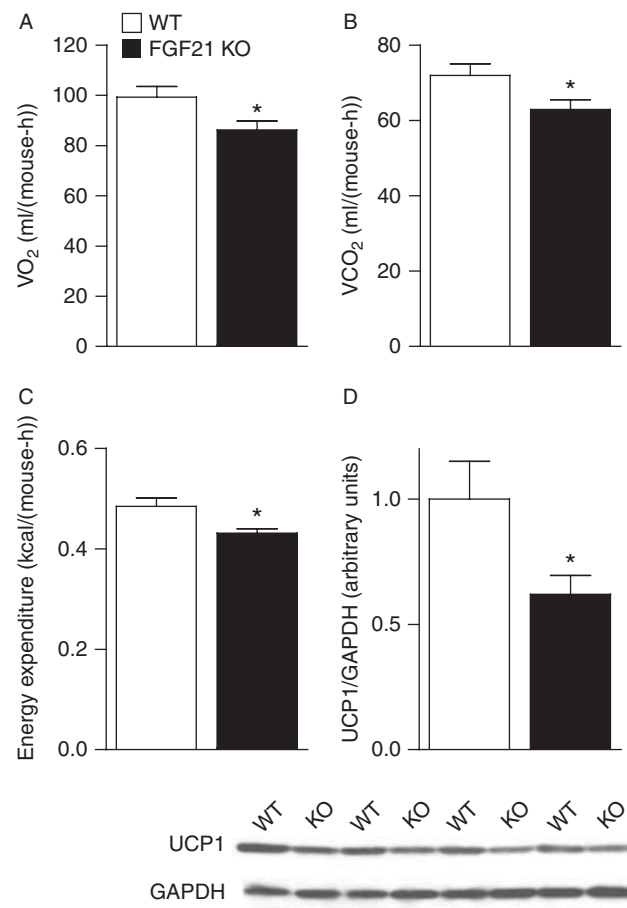 A
WT
FGF21 KO
120
100
80
60
40
20
0
VO₂ (ml/(mouse-h))
*
B
80
60
40
20
0
VCO₂ (ml/(mouse-h))
*
C
0.6
0.4
0.2
0.0
Energy expenditure (kcal/(mouse-h))
*
D
1.0
0.5
0.0
UCP1/GAPDH (arbitrary units)
*
WT KO WT KO WT KO WT KO
UCP1
GAPDH